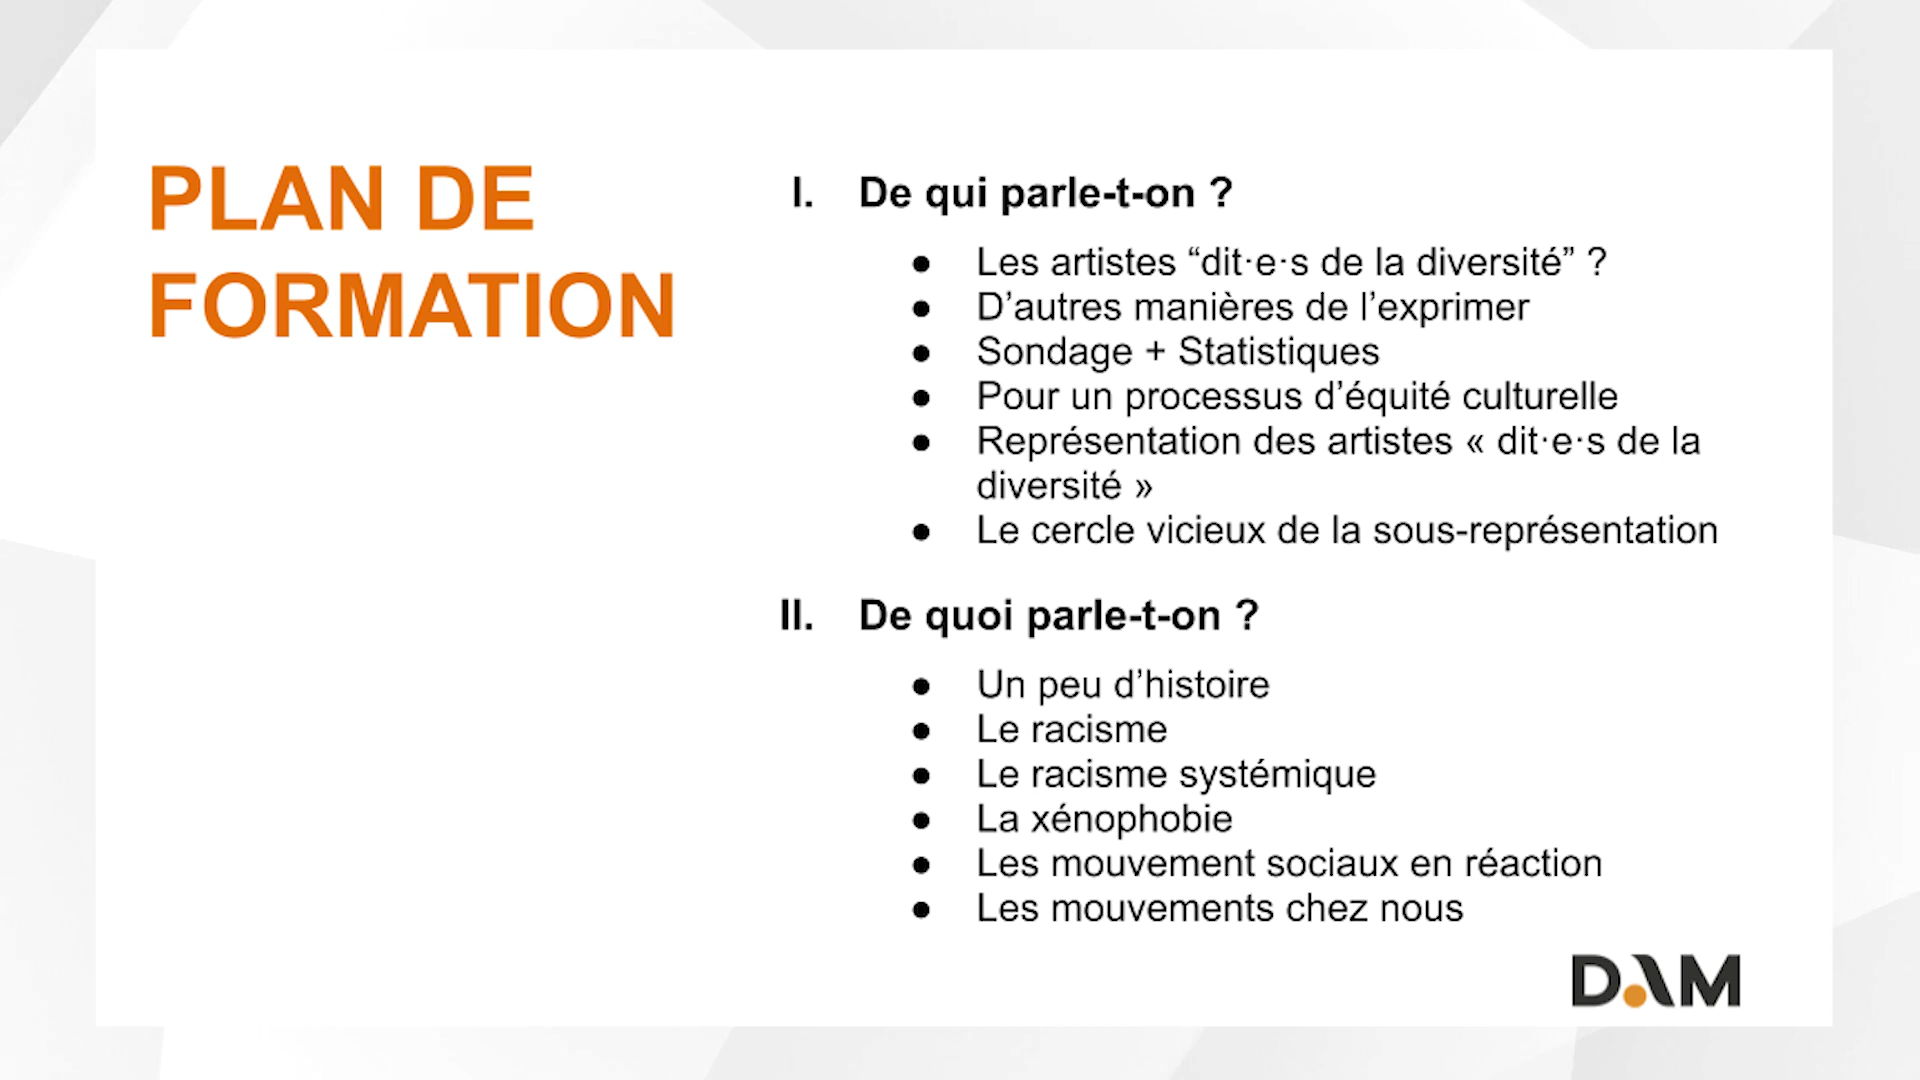 PLAN DE
FORMATION
I. De qui parle-t-on ?
● Les artistes “dit·e·s de la diversité” ?
● D’autres manières de l’exprimer
● Sondage + Statistiques
● Pour un processus d’équité culturelle
● Représentation des artistes « dit·e·s de la
diversité »
● Le cercle vicieux de la sous-représentation
II. De quoi parle-t-on ?
● Un peu d’histoire
● Le racisme
● Le racisme systémique
● La xénophobie
● Les mouvement sociaux en réaction
● Les mouvements chez nous
DAM